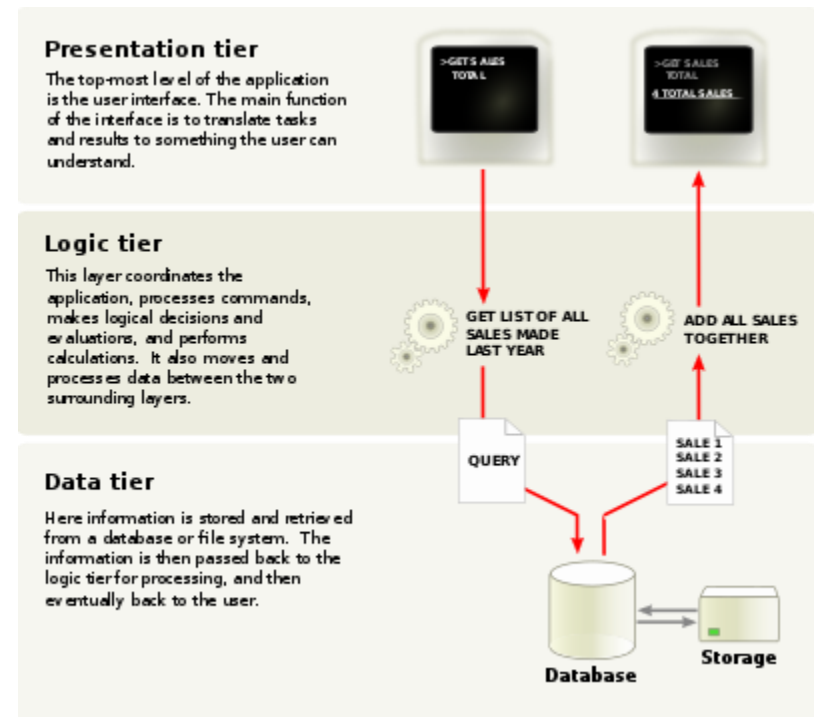 Presentation tier
The top-most level of the application
is the user interface. The main function
of the interface is to translate tasks
and results to something the user can
understand.
>GET SALES
TOTAL
>GET SALES
TOTAL
4 TOTAL SALES
Logic tier
This layer coordinates the
application, processes commands,
makes logical decisions and
evaluations, and performs
calculations. It also moves and
processes data between the two
surrounding layers.
GET LIST OF ALL
SALES MADE
LAST YEAR
ADD ALL SALES
TOGETHER
QUERY
SALE 1
SALE 2
SALE 3
SALE 4
Data tier
Here information is stored and retrieved
from a database or file system. The
information is then passed back to the
logic tier for processing, and then
eventually back to the user.
Database
Storage